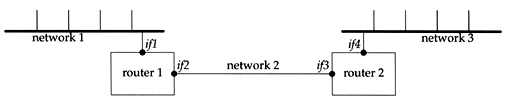 network 1
if1
if4
network 3
router 1
if2
network 2
if3
router 2